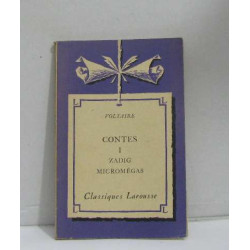 VOLTAIRE
CONTES
I
ZADIG
MICROMÉGAS
Classiques Larousse